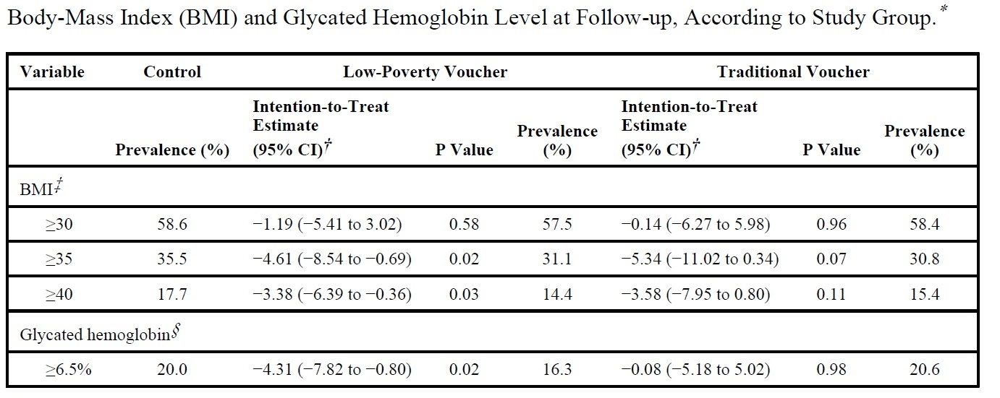 Body-Mass Index (BMI) and Glycated Hemoglobin Level at Follow-up, According to Study Group.*
Variable Control Low-Poverty Voucher Traditional Voucher
Prevalence (%) Intention-to-Treat Estimate (95% CI)† P Value Prevalence (%) Intention-to-Treat Estimate (95% CI)† P Value Prevalence (%)
BMI‡
≥30 58.6 −1.19 (−5.41 to 3.02) 0.58 57.5 −0.14 (−6.27 to 5.98) 0.96 58.4
≥35 35.5 −4.61 (−8.54 to −0.69) 0.02 31.1 −5.34 (−11.02 to 0.34) 0.07 30.8
≥40 17.7 −3.38 (−6.39 to −0.36) 0.03 14.4 −3.58 (−7.95 to 0.80) 0.11 15.4
Glycated hemoglobin§
≥6.5% 20.0 −4.31 (−7.82 to −0.80) 0.02 16.3 −0.08 (−5.18 to 5.02) 0.98 20.6